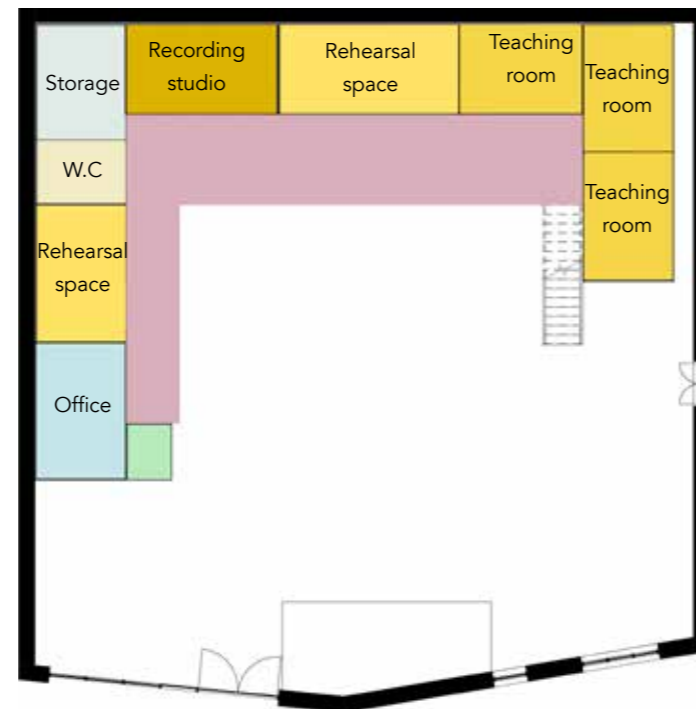 Storage
Recording
studio
Rehearsal
space
Teaching
room
Teaching
room
W.C
Teaching
room
Rehearsal
space
Office